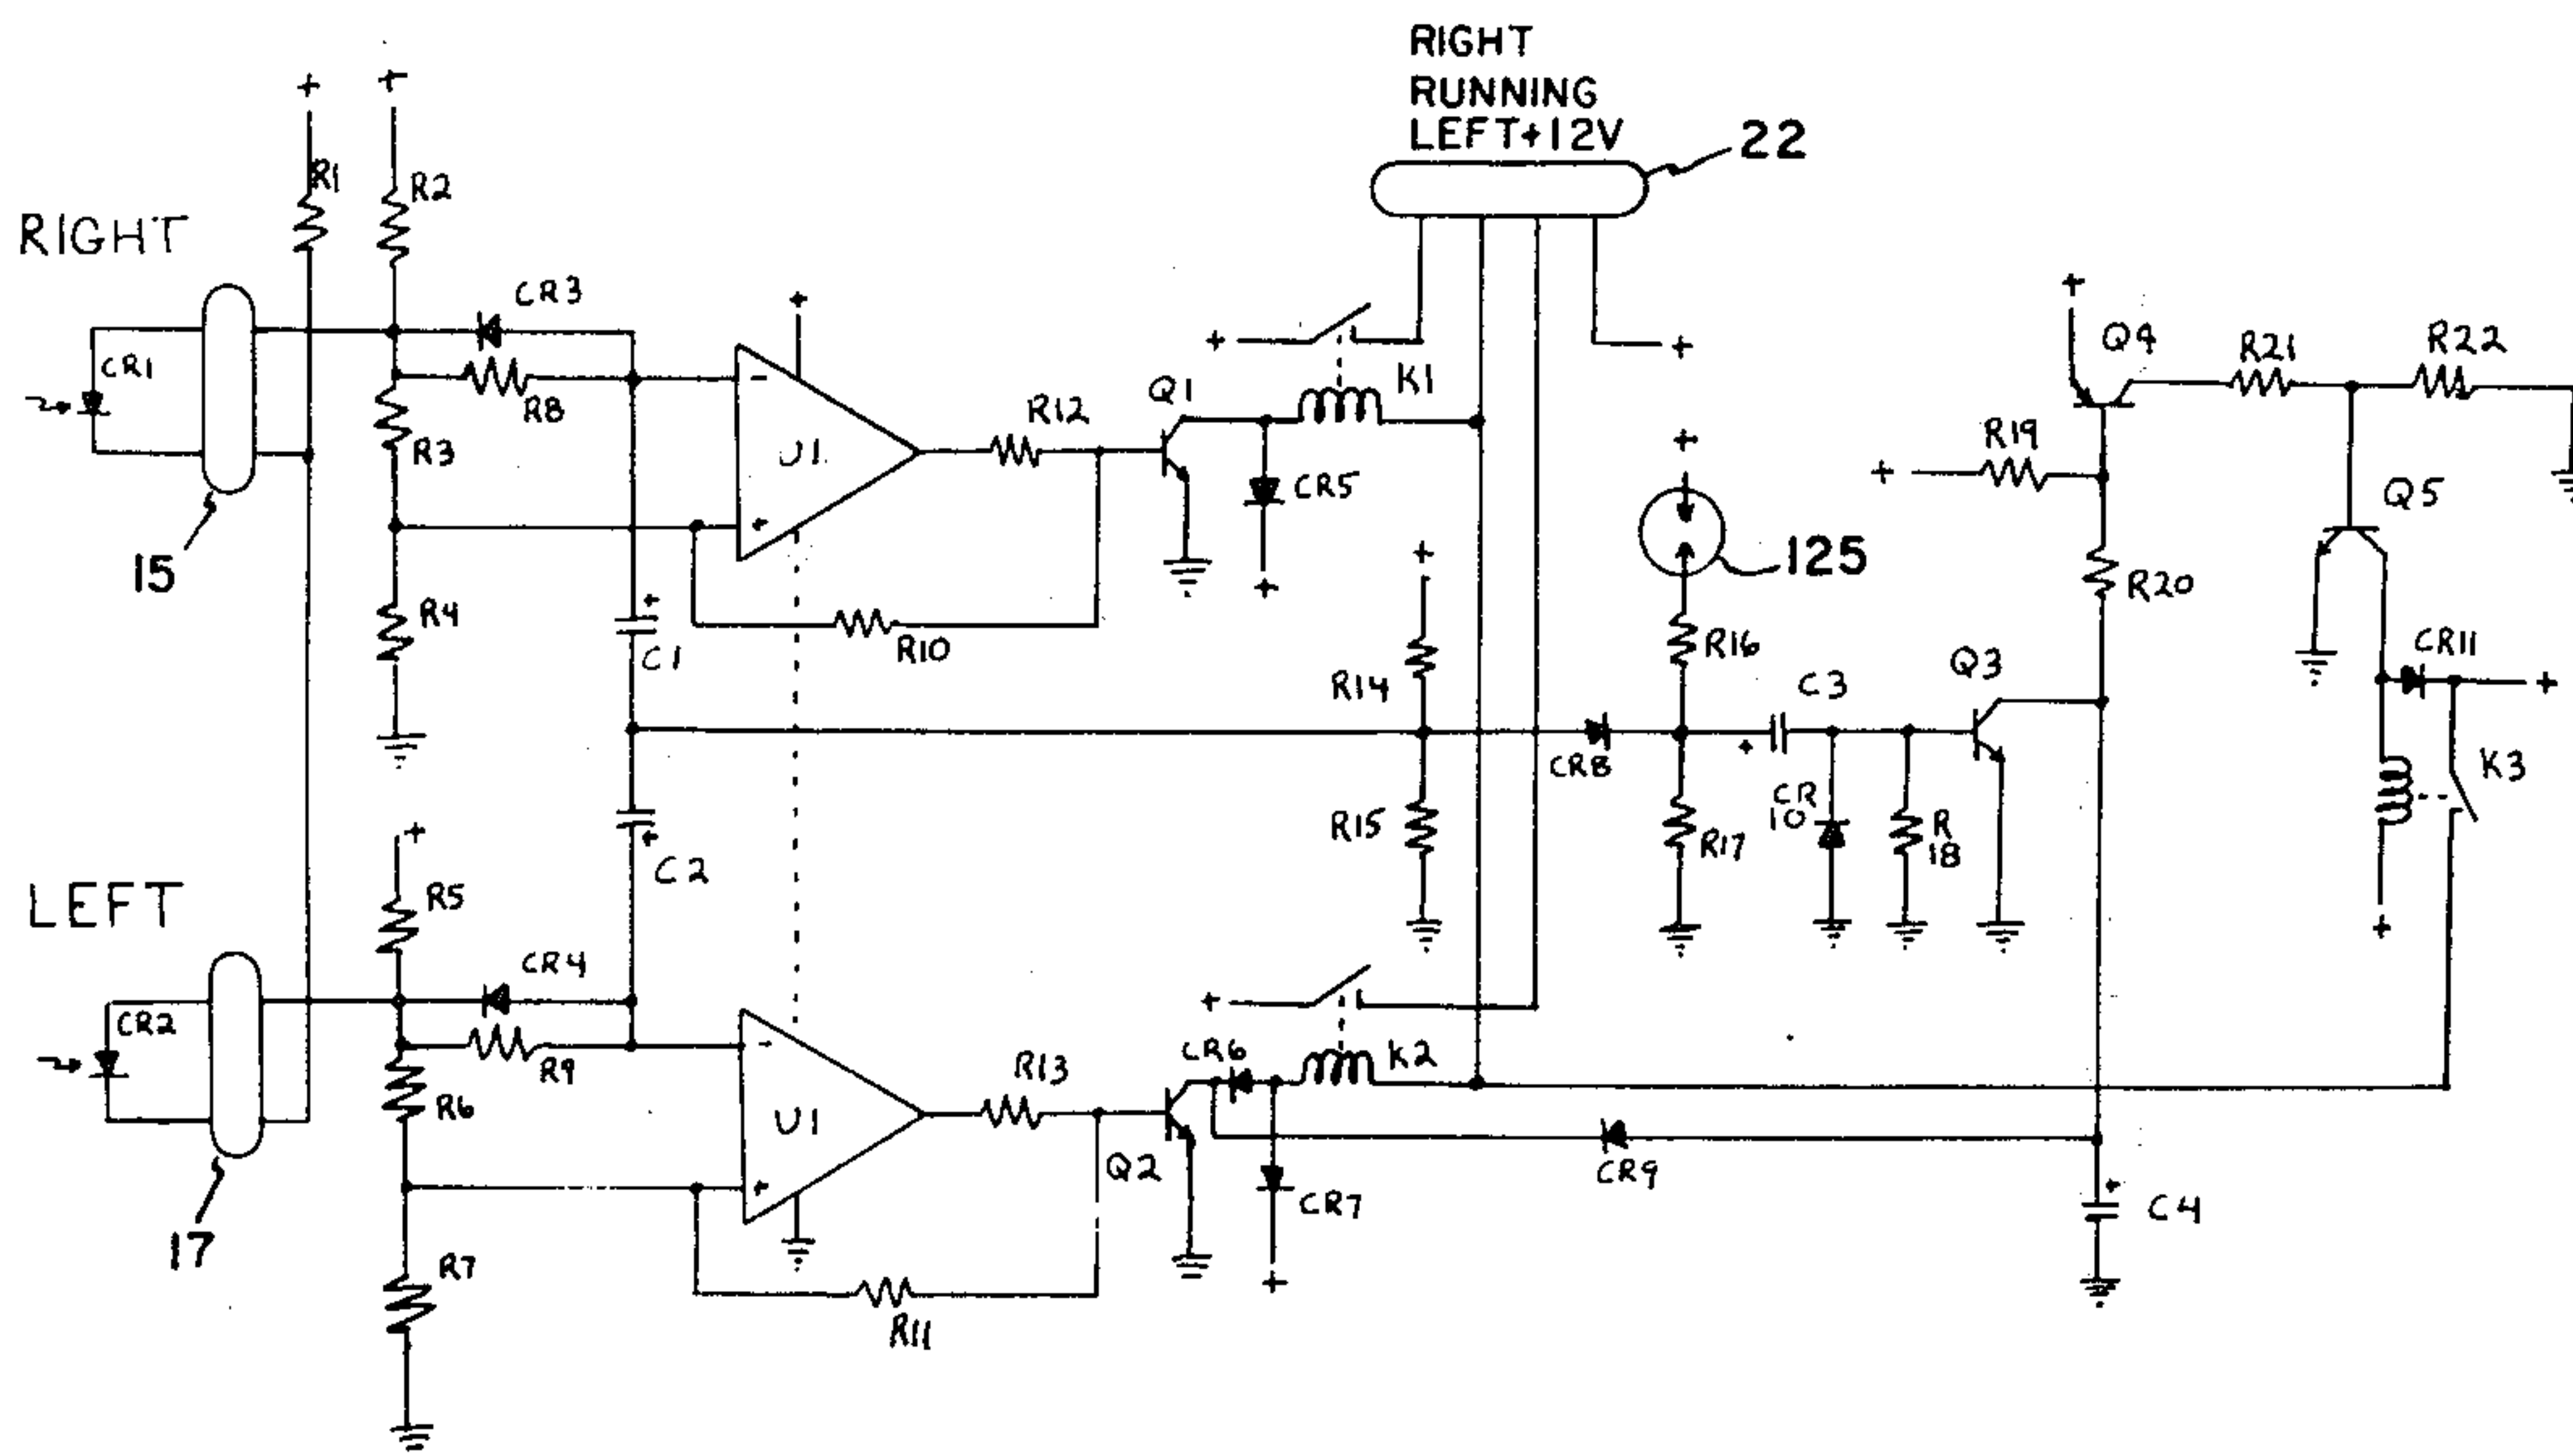 RIGHT
RUNNING
LEFT+12V
22
+
+
R1
R2
RIGHT
CR3
+
CR1
R8
R3
-
U1
+
R12
Q1
K1
+
+
CR5
+
15
R4
+
C1
R10
+
Q4
R21
R22
R19
+
Q5
+
125
+
R20
R14
R16
C3
Q3
CR11
+
+
CR8
K3
R15
R17
CR
10
R
18
+
+
C2
+
R5
LEFT
CR4
CR2
R9
R6
-
U1
+
R13
+
CR6
K2
Q2
CR7
+
CR9
+
C4
17
R7
R11